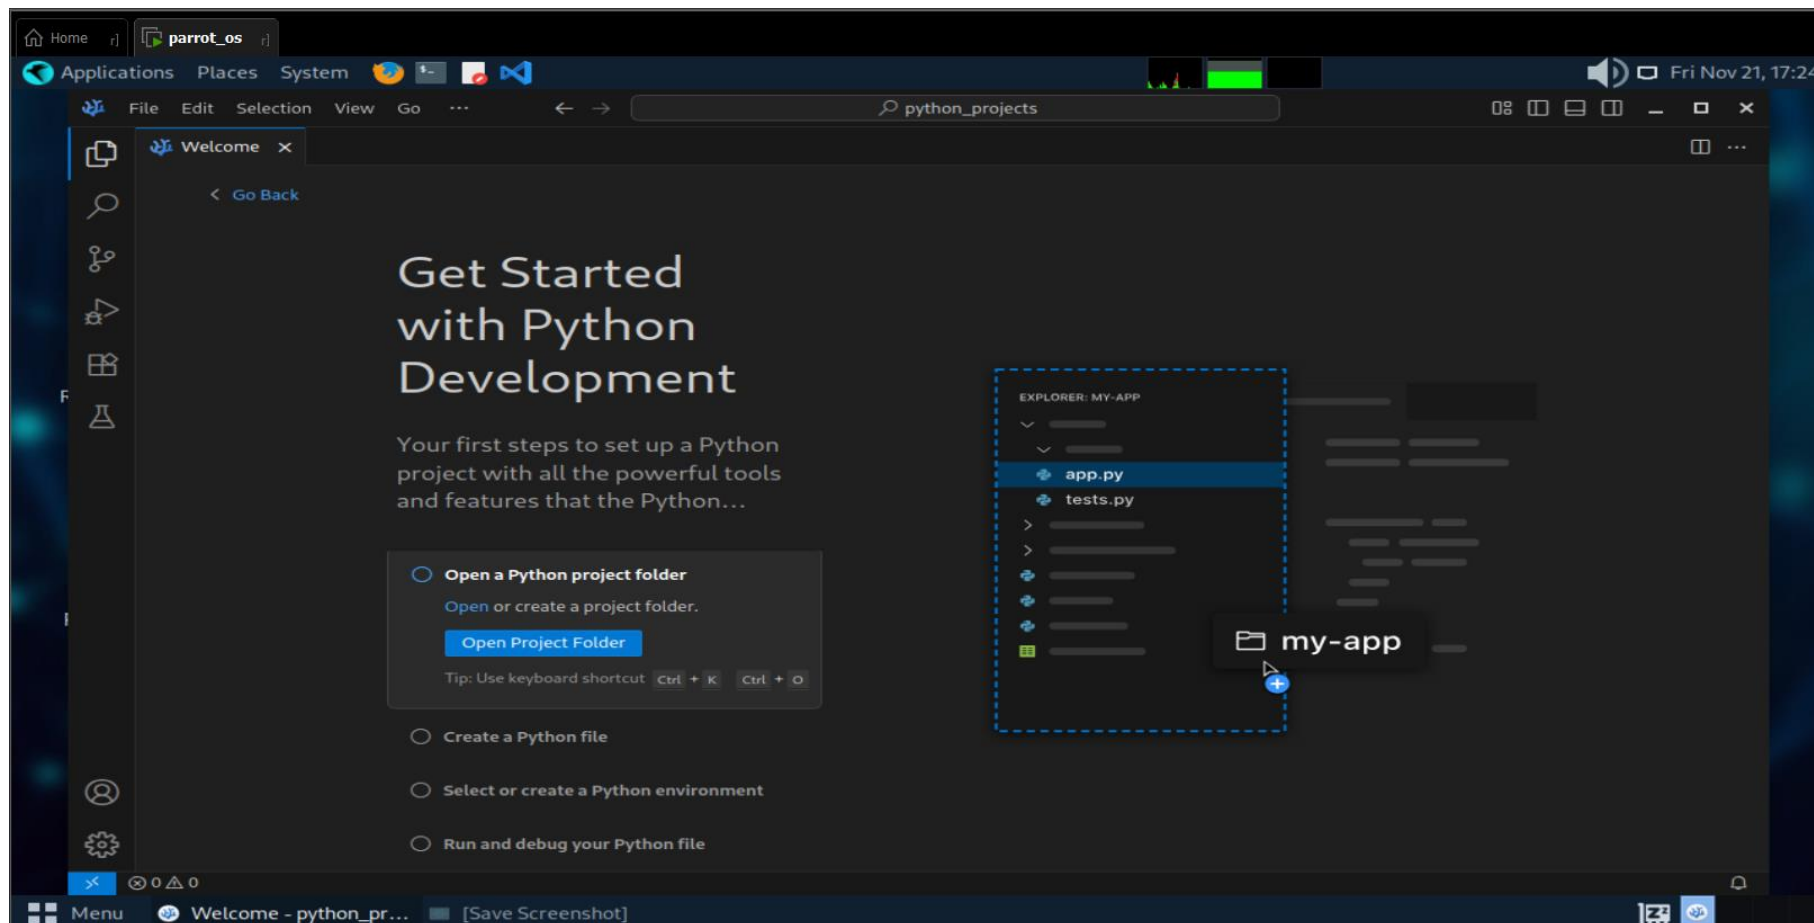 Home
parrot_os
Applications Places System
Fri Nov 21, 17:24
File Edit Selection View Go ···
python_projects
Welcome
Go Back
Get Started
with Python
Development
Your first steps to set up a Python
project with all the powerful tools
and features that the Python...
Open a Python project folder
Open or create a project folder.
Open Project Folder
Tip: Use keyboard shortcut Ctrl + K Ctrl + O
Create a Python file
Select or create a Python environment
Run and debug your Python file
EXPLORER: MY-APP
app.py
tests.py
my-app
0 0
Menu Welcome - python_pr... [Save Screenshot]